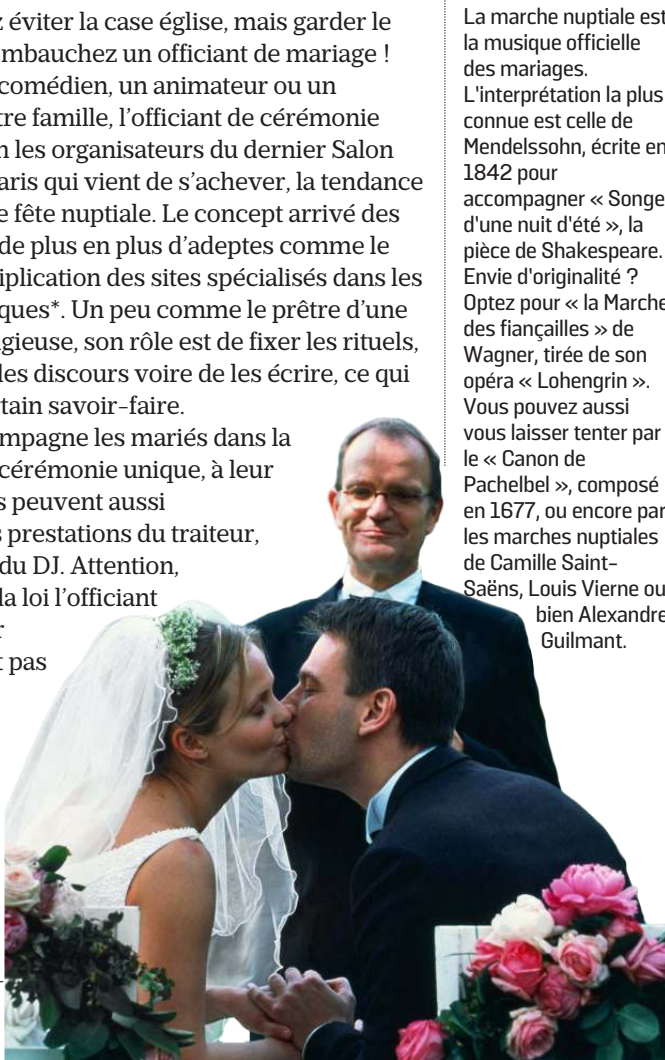 éviter la case église, mais garder le
embauchez un officiant de mariage !
comédien, un animateur ou un
famille, l'officiant de cérémonie
les organisateurs du dernier Salon
qui vient de s'achever, la tendance
fête nuptiale. Le concept arrivé des
de plus en plus d'adeptes comme le
des sites spécialisés dans les
Un peu comme le prêtre d'une
son rôle est de fixer les rituels,
les discours voire de les écrire, ce qui
savoir-faire.
les mariés dans la
cérémonie unique, à leur
peuvent aussi
prestations du traiteur,
du DJ. Attention,
la loi l'officiant
pas
La marche nuptiale est
la musique officielle
des mariages.
L'interprétation la plus
connue est celle de
Mendelssohn, écrite en
1842 pour
accompagner « Songe
d'une nuit d'été », la
pièce de Shakespeare.
Envie d'originalité ?
Optez pour « la Marche
des fiançailles » de
Wagner, tirée de son
opéra « Lohengrin ».
Vous pouvez aussi
vous laisser tenter par
le « Canon de
Pachelbel », composé
en 1677, ou encore par
les marches nuptiales
de Camille Saint-
Saëns, Louis Vierne ou
bien Alexandre
Guilmant.